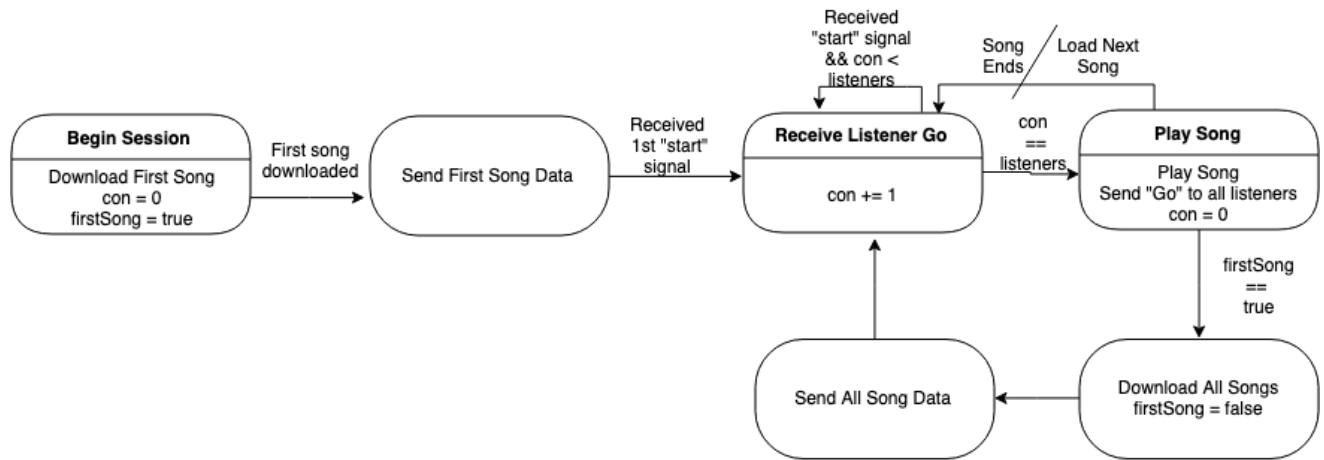 Received
"start" signal
&& con <
listeners
Song
Ends
Load Next
Song
Begin Session
Download First Song
con = 0
firstSong = true
First song
downloaded
Send First Song Data
Received
1st "start"
signal
Receive Listener Go
con += 1
con
==
listeners
Play Song
Play Song
Send "Go" to all listeners
con = 0
firstSong
==
true
Send All Song Data
Download All Songs
firstSong = false